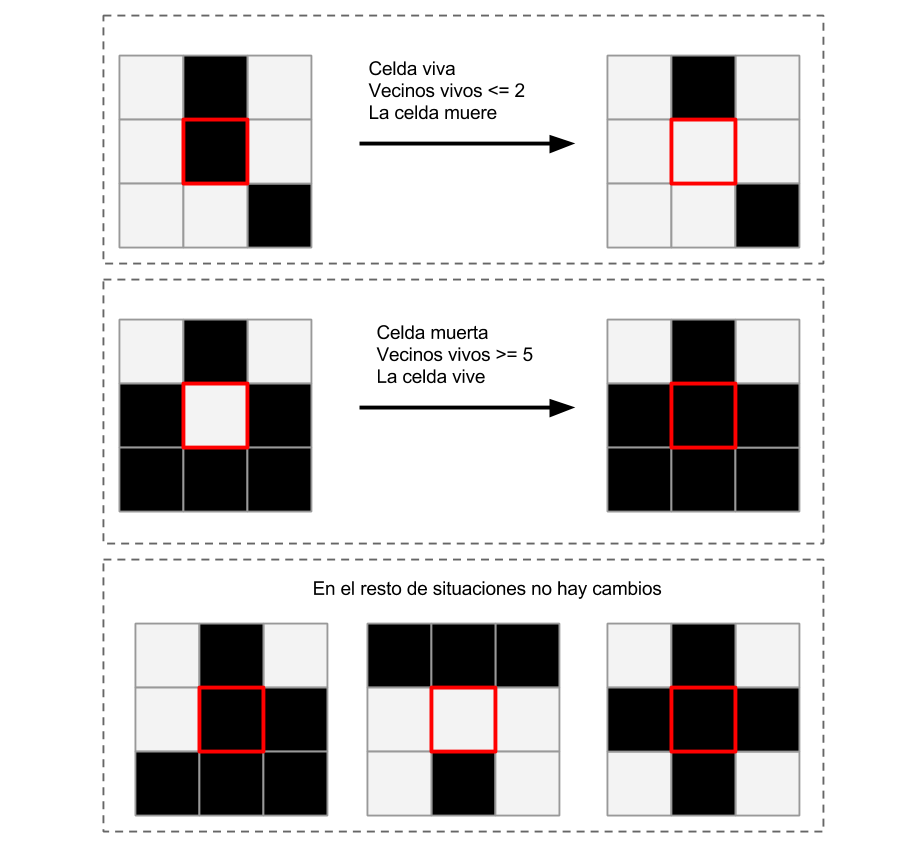 Celda viva
Vecinos vivos <= 2
La celda muere
Celda muerta
Vecinos vivos >= 5
La celda vive
En el resto de situaciones no hay cambios